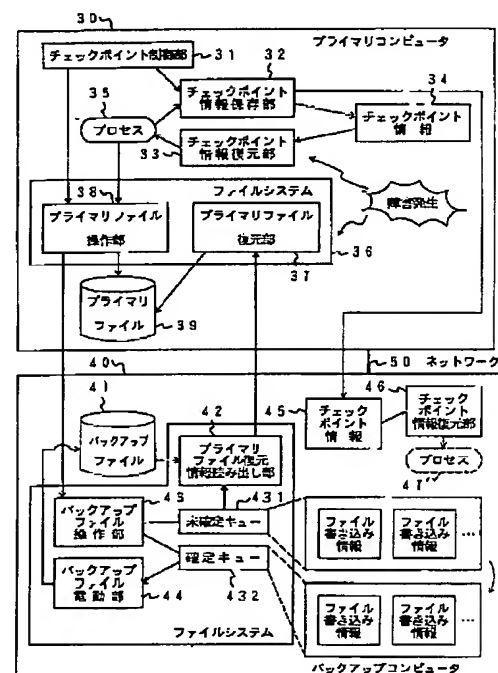 30
プライマリコンピュータ
チェックポイント制御部
31
32
34
35
チェックポイント
情報保存部
チェックポイント
情報
プロセス
33
チェックポイント
情報復元部
ファイルシステム
障害発生
38
プライマリファイル
操作部
プライマリファイル
復元部
36
37
プライマリ
ファイル
39
40
50 ネットワーク
41
バックアップ
ファイル
42
プライマリ
ファイル復元
情報読み出し部
45
チェック
ポイント
情報
46
チェック
ポイント
情報復元部
プロセス
47
43
バックアップ
ファイル
操作部
431
未確定キュー
ファイル
書き込み
情報
ファイル
書き込み
情報
…
確定キュー
432
バックアップ
ファイル
電動部
44
ファイル
書き込み
情報
ファイル
書き込み
情報
…
ファイルシステム
バックアップコンピュータ